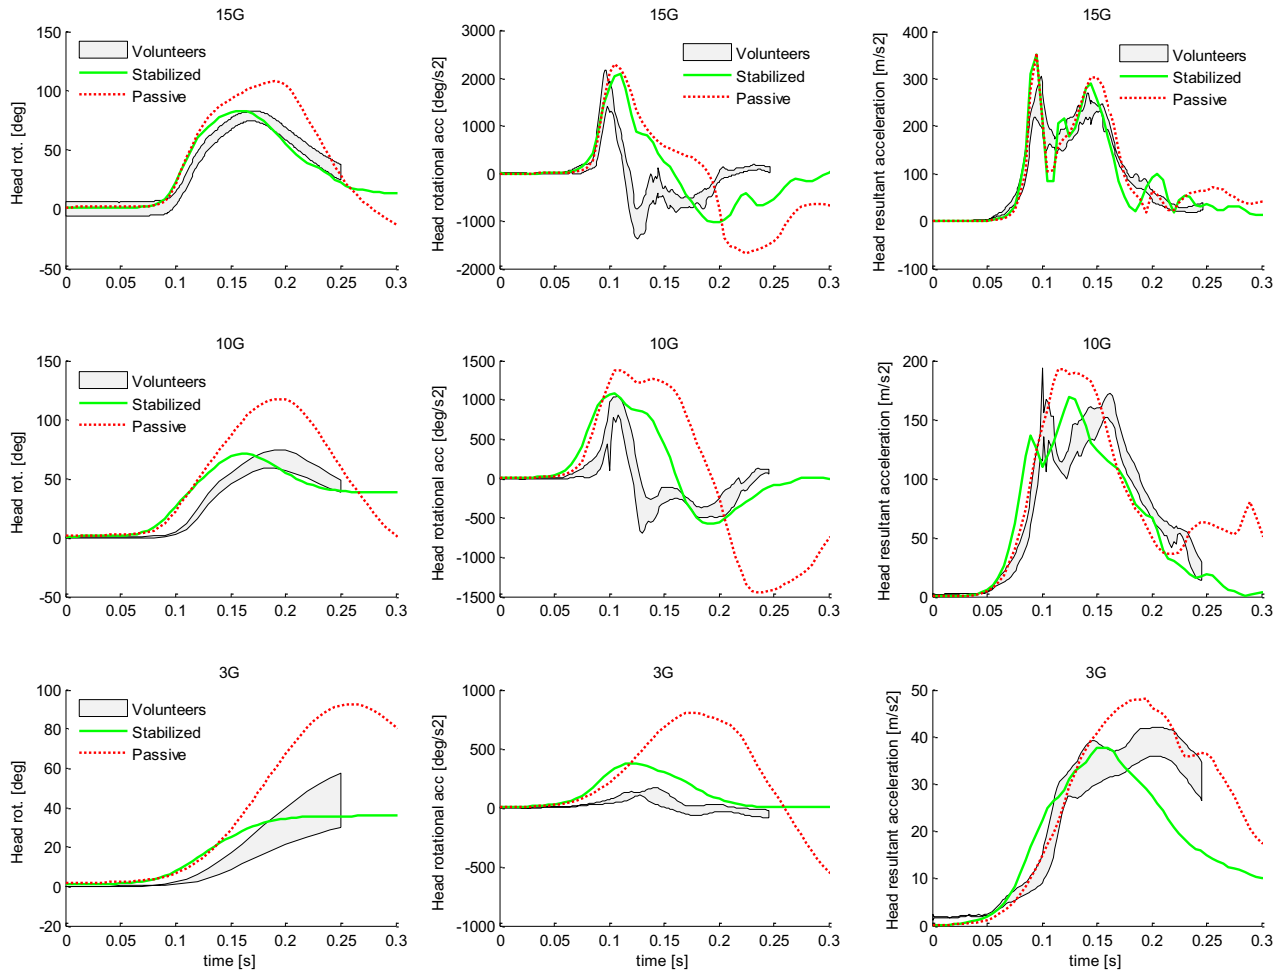 15G
Head rot. [deg]
150
100
50
0
-50
Volunteers
Stabilized
Passive
0 0.05 0.1 0.15 0.2 0.25 0.3
15G
Head rotational acc [deg/s2]
3000
2000
1000
0
-1000
-2000
Volunteers
Stabilized
Passive
0 0.05 0.1 0.15 0.2 0.25 0.3
15G
Head resultant acceleration [m/s2]
400
300
200
100
0
-100
Volunteers
Stabilized
Passive
0 0.05 0.1 0.15 0.2 0.25 0.3
10G
Head rot. [deg]
150
100
50
0
-50
Volunteers
Stabilized
Passive
0 0.05 0.1 0.15 0.2 0.25 0.3
10G
Head rotational acc [deg/s2]
1500
1000
500
0
-500
-1000
-1500
0 0.05 0.1 0.15 0.2 0.25 0.3
10G
Head resultant acceleration [m/s2]
200
150
100
50
0
0 0.05 0.1 0.15 0.2 0.25 0.3
3G
Head rot. [deg]
100
80
60
40
20
0
-20
Volunteers
Stabilized
Passive
0 0.05 0.1 0.15 0.2 0.25 0.3
time [s]
3G
Head rotational acc [deg/s2]
1000
500
0
-500
1000
0 0.05 0.1 0.15 0.2 0.25 0.3
time [s]
3G
Head resultant acceleration [m/s2]
50
40
30
20
10
0
0 0.05 0.1 0.15 0.2 0.25 0.3
time [s]